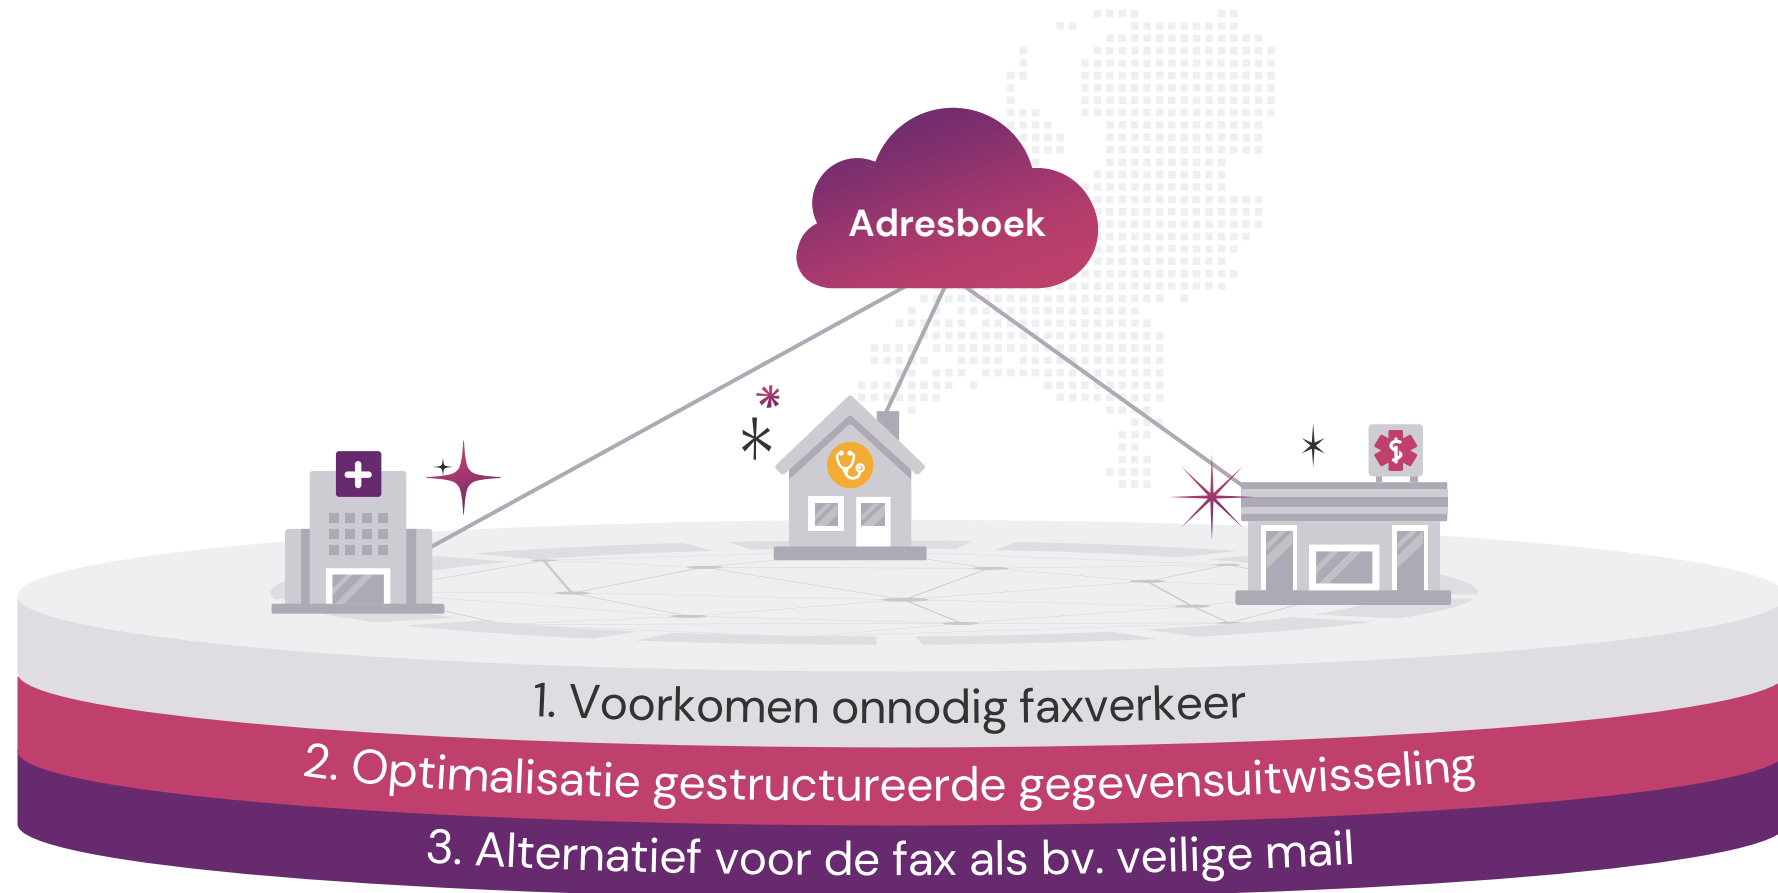 Adresboek
1. Voorkomen onnodig faxverkeer
2. Optimalisatie gestructureerde gegevensuitwisseling
3. Alternatief voor de fax als bv. veilige mail